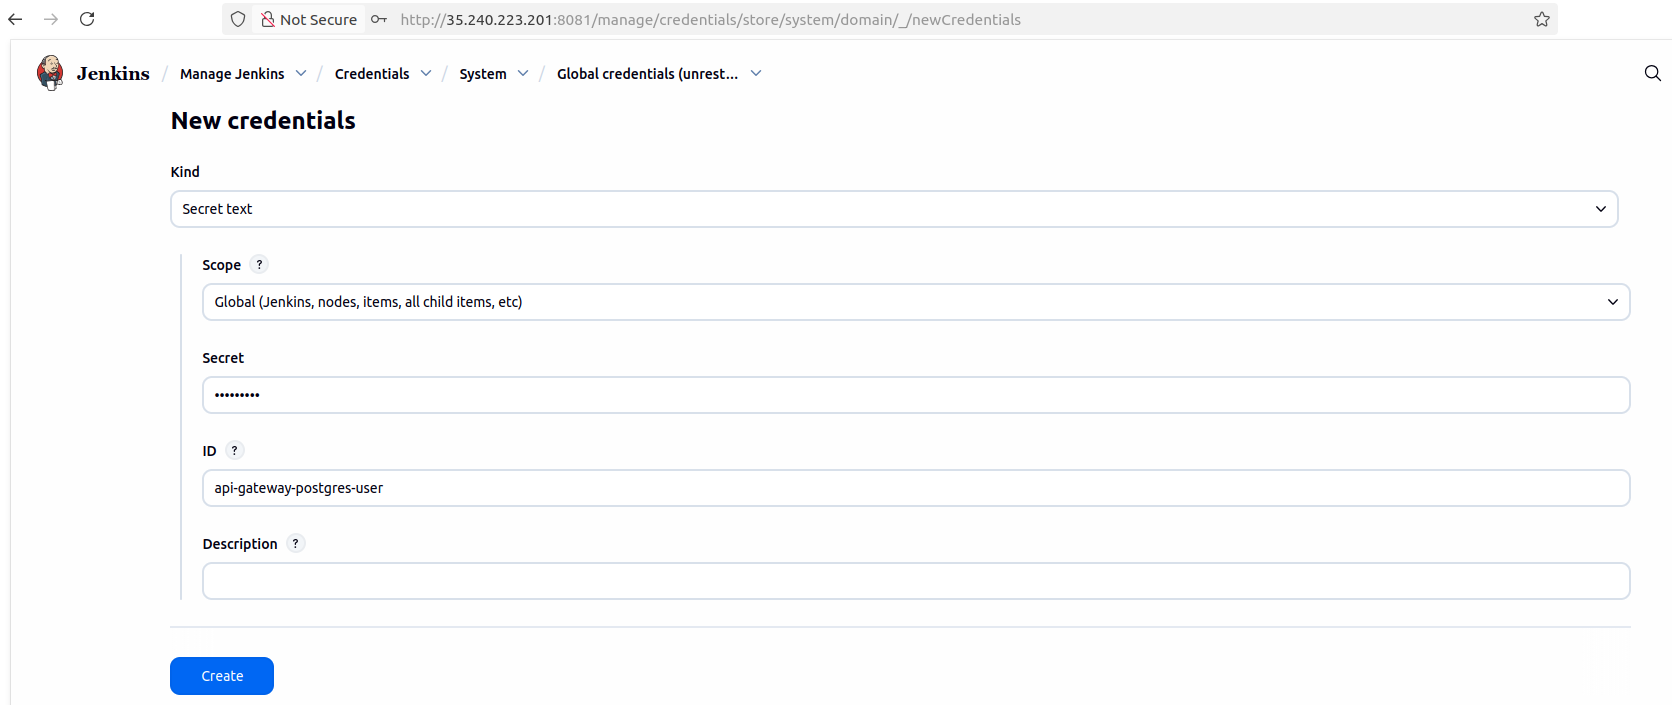 Not Secure http://35.240.223.201:8081/manage/credentials/store/system/domain/_/newCredentials
Jenkins / Manage Jenkins / Credentials / System / Global credentials (unrest...
New credentials
Kind
Secret text
Scope ?
Global (Jenkins, nodes, items, all child items, etc)
Secret
•••••••••
ID ?
api-gateway-postgres-user
Description ?
Create